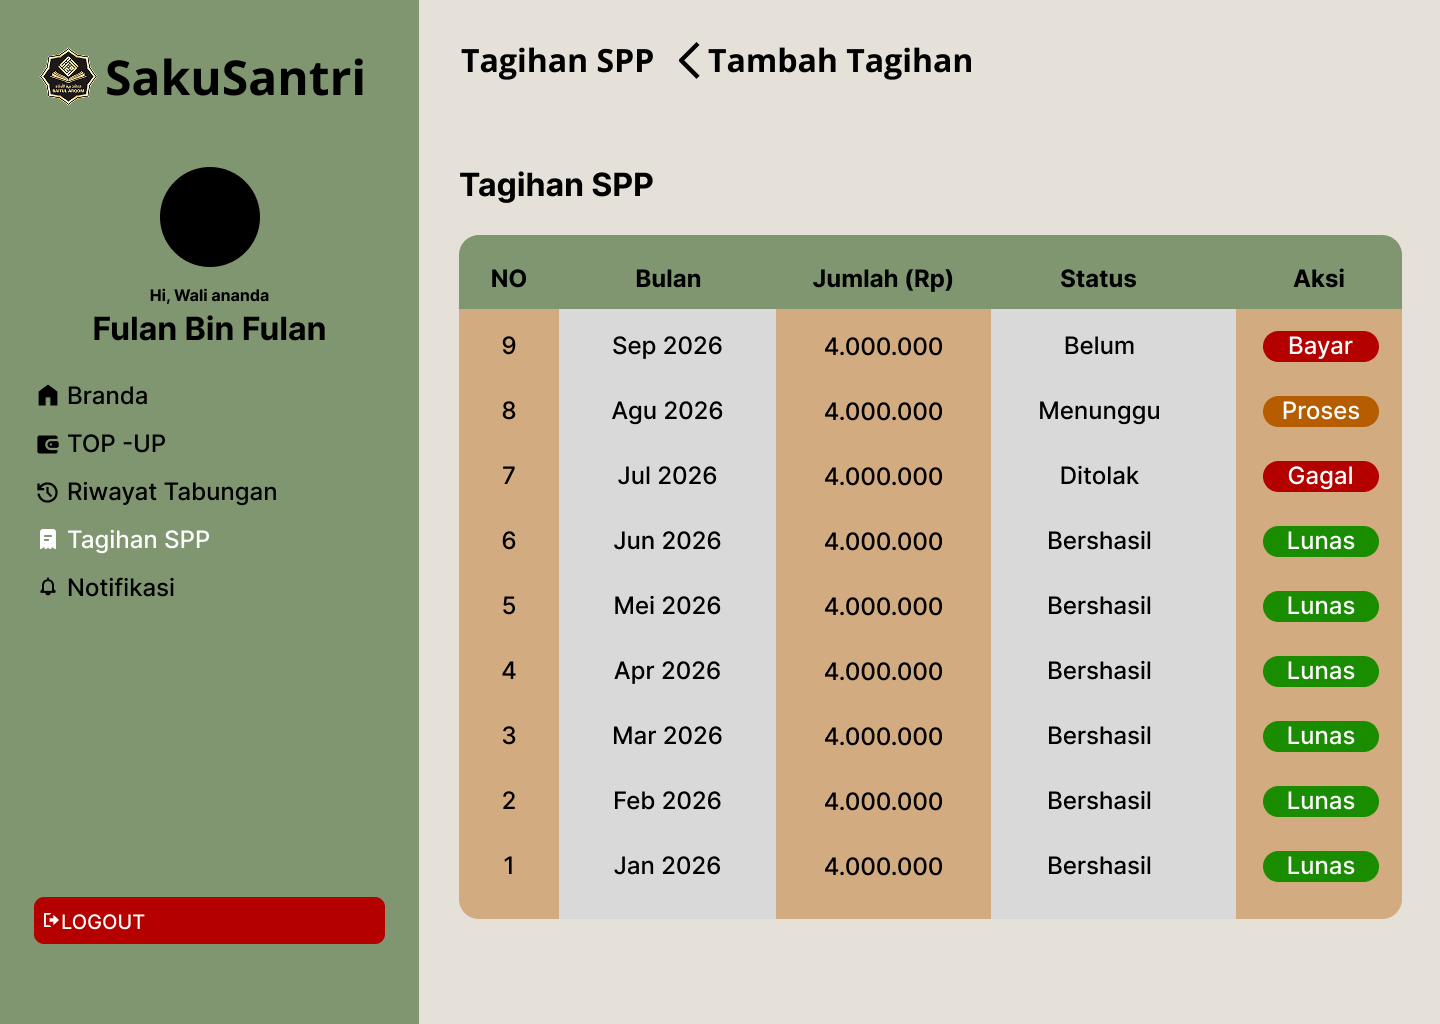 SakuSantri
BAITUL ARQOM
Hi, Wali ananda
Fulan Bin Fulan
Branda
TOP -UP
Riwayat Tabungan
Tagihan SPP
Notifikasi
LOGOUT
Tagihan SPP Tambah Tagihan
Tagihan SPP
NO Bulan Jumlah (Rp) Status Aksi
9 Sep 2026 4.000.000 Belum Bayar
8 Agu 2026 4.000.000 Menunggu Proses
7 Jul 2026 4.000.000 Ditolak Gagal
6 Jun 2026 4.000.000 Bershasil Lunas
5 Mei 2026 4.000.000 Bershasil Lunas
4 Apr 2026 4.000.000 Bershasil Lunas
3 Mar 2026 4.000.000 Bershasil Lunas
2 Feb 2026 4.000.000 Bershasil Lunas
1 Jan 2026 4.000.000 Bershasil Lunas